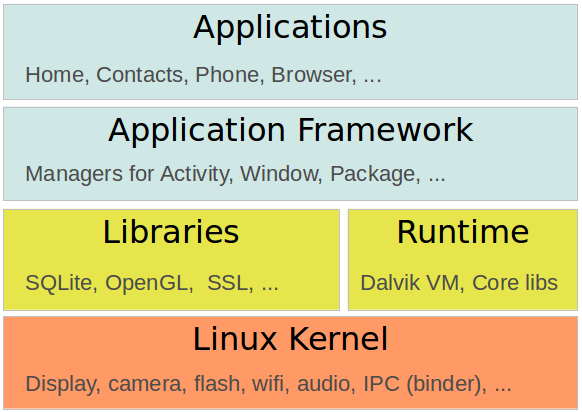 Applications
Home, Contacts, Phone, Browser, ...
Application Framework
Managers for Activity, Window, Package, ...
Libraries
SQLite, OpenGL,  SSL, ...
Runtime
Dalvik VM, Core libs
Linux Kernel
Display, camera, flash, wifi, audio, IPC (binder), ...